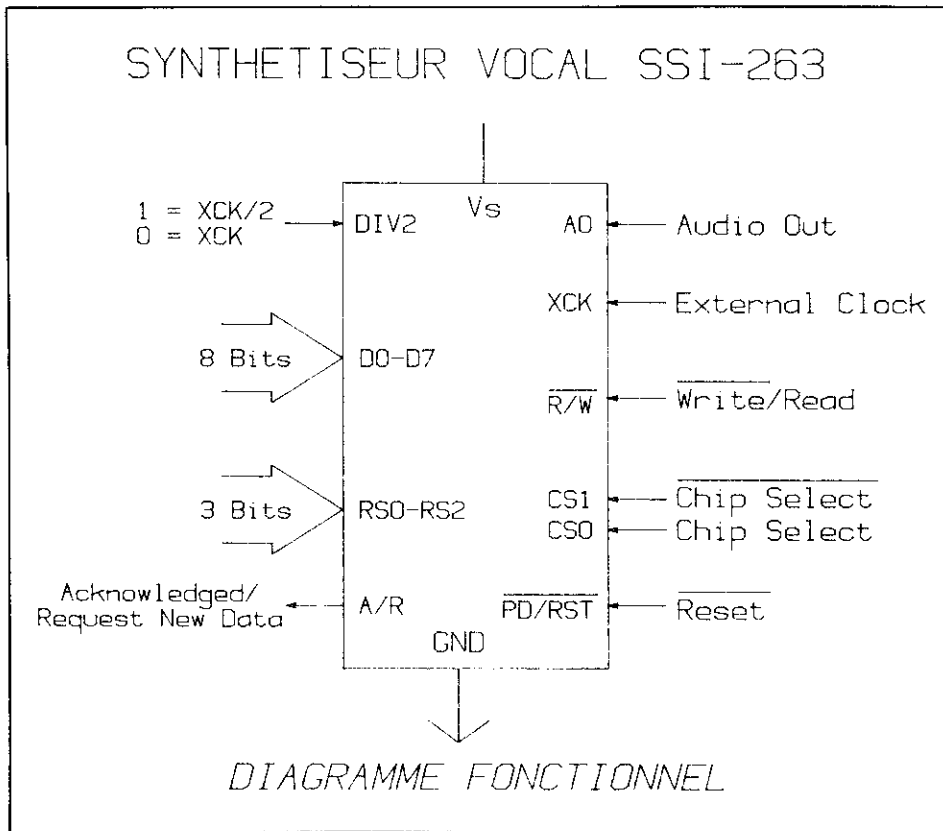 SYNTHETISEUR VOCAL SSI-263
Vs
1 = XCK/2
0 = XCK
DIV2
AO
Audio Out
XCK
External Clock
8 Bits
D0-D7
R/W
Write/Read
3 Bits
RS0-RS2
CS1
Chip Select
CS0
Chip Select
Acknowledged/
Request New Data
A/R
PD/RST
Reset
GND
DIAGRAMME FONCTIONNEL